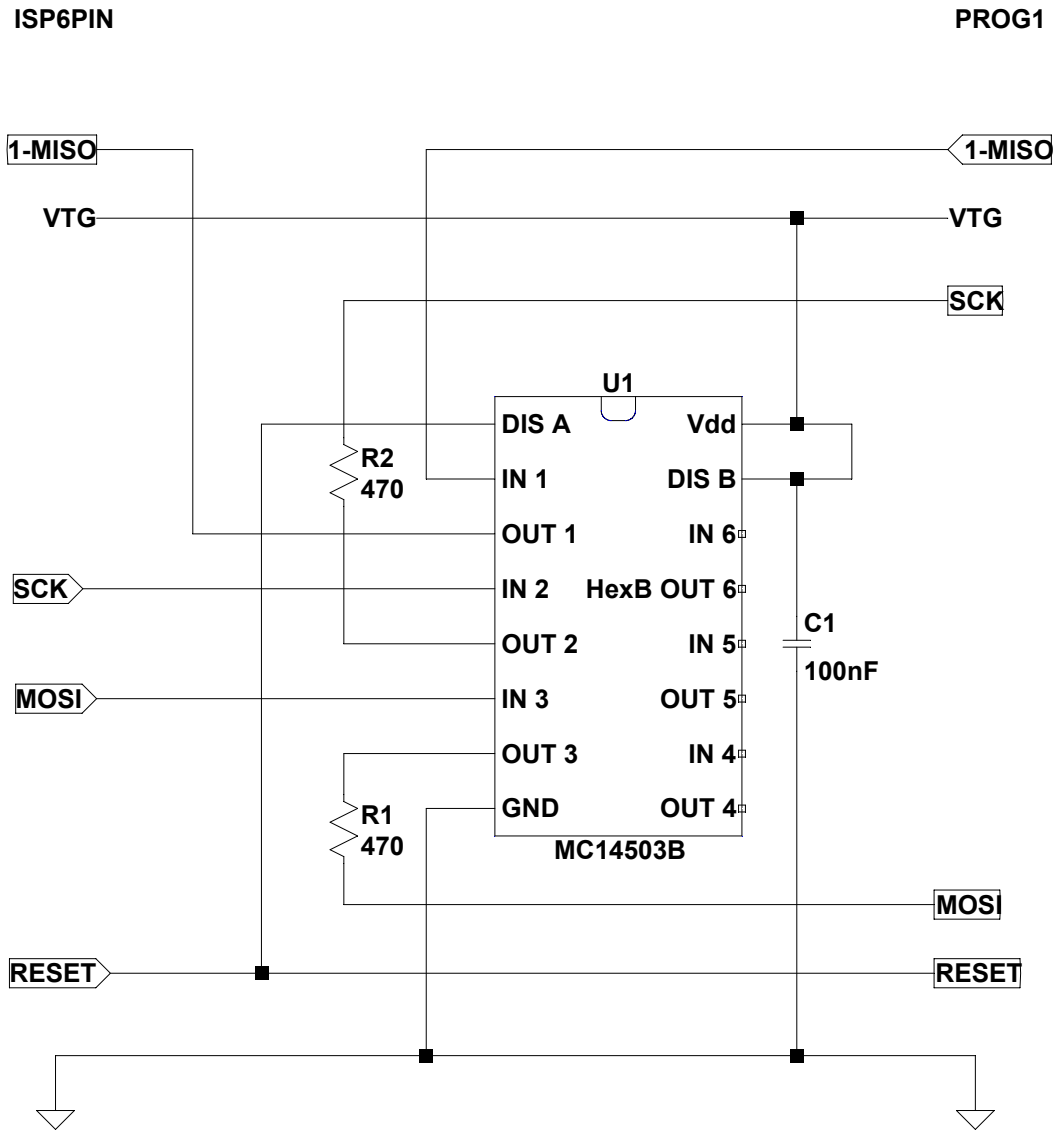 ISP6PIN
PROG1
1-MISO
1-MISO
VTG
VTG
SCK
U1
DIS A
Vdd
R2
470
IN 1
DIS B
OUT 1
IN 6
SCK
IN 2
HexB
OUT 6
C1
100nF
OUT 2
IN 5
MOSI
IN 3
OUT 5
OUT 3
IN 4
R1
470
GND
OUT 4
MC14503B
MOSI
RESET
RESET